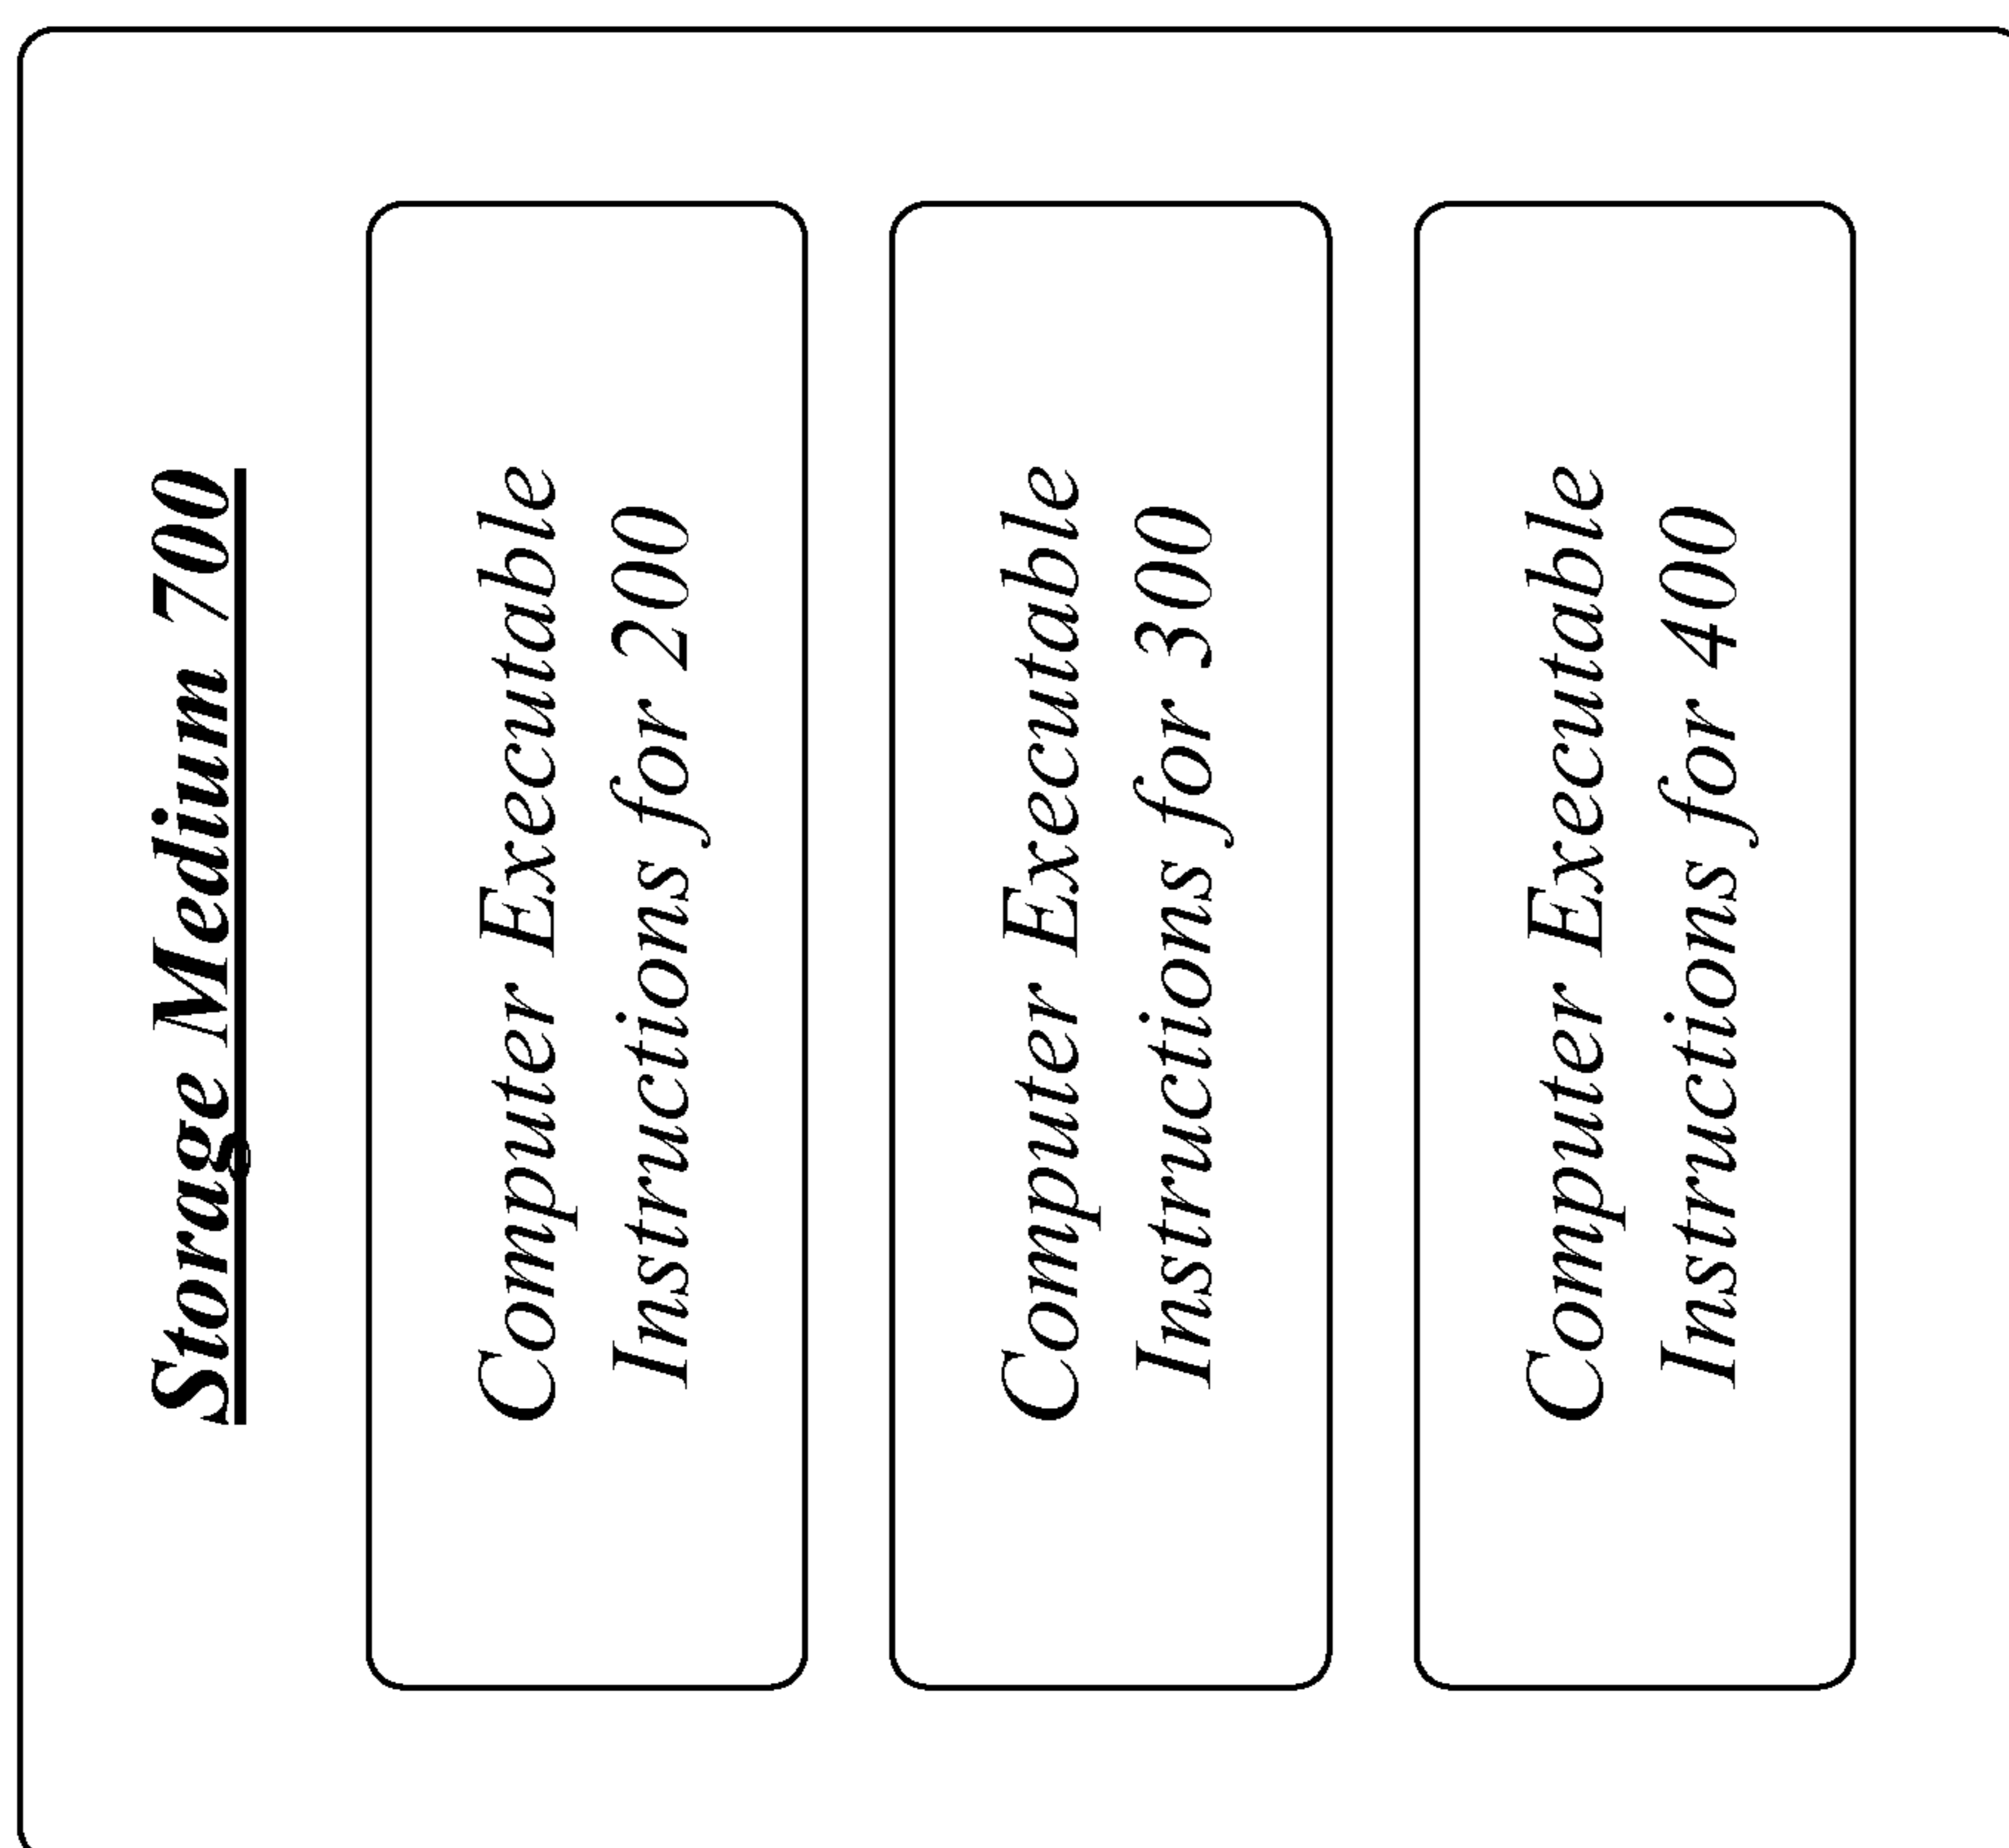 Storage Medium 700
Computer Executable
Instructions for 200
Computer Executable
Instructions for 300
Computer Executable
Instructions for 400